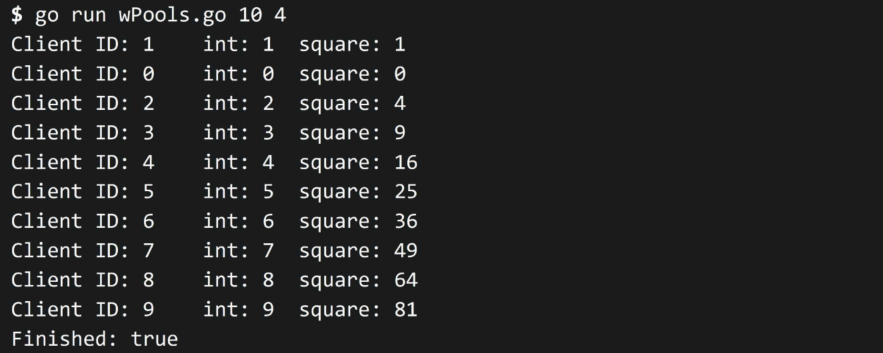 $ go run wPools.go 10 4
Client ID: 1    int: 1  square: 1
Client ID: 0    int: 0  square: 0
Client ID: 2    int: 2  square: 4
Client ID: 3    int: 3  square: 9
Client ID: 4    int: 4  square: 16
Client ID: 5    int: 5  square: 25
Client ID: 6    int: 6  square: 36
Client ID: 7    int: 7  square: 49
Client ID: 8    int: 8  square: 64
Client ID: 9    int: 9  square: 81
Finished: true